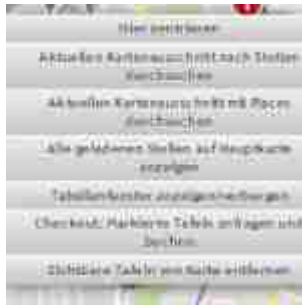 Hier zentrieren
Aktuellen Kartenausschnitt nach Stellen
durchsuchen
Aktuellen Kartenausschnitt mit Places
durchsuchen
Alle geladenen Stellen auf Hauptkarte
anzeigen
Tabellenfenster anzeigen/verbergen
Checkout: Markierte Tafeln anfragen und
buchen
Sichtbare Tafeln von Karte entfernen